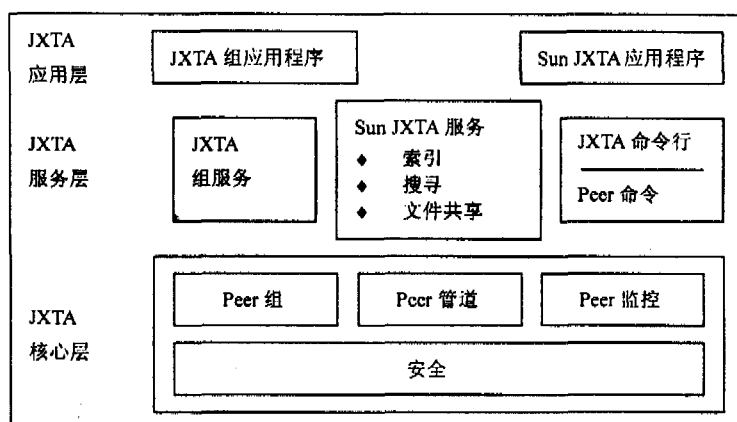 JXTA
应用层
JXTA 组应用程序
Sun JXTA 应用程序
JXTA
服务层
JXTA
组服务
Sun JXTA 服务
◆ 索引
◆ 搜寻
◆ 文件共享
JXTA 命令行
Peer 命令
JXTA
核心层
Peer 组
Peer 管道
Peer 监控
安全